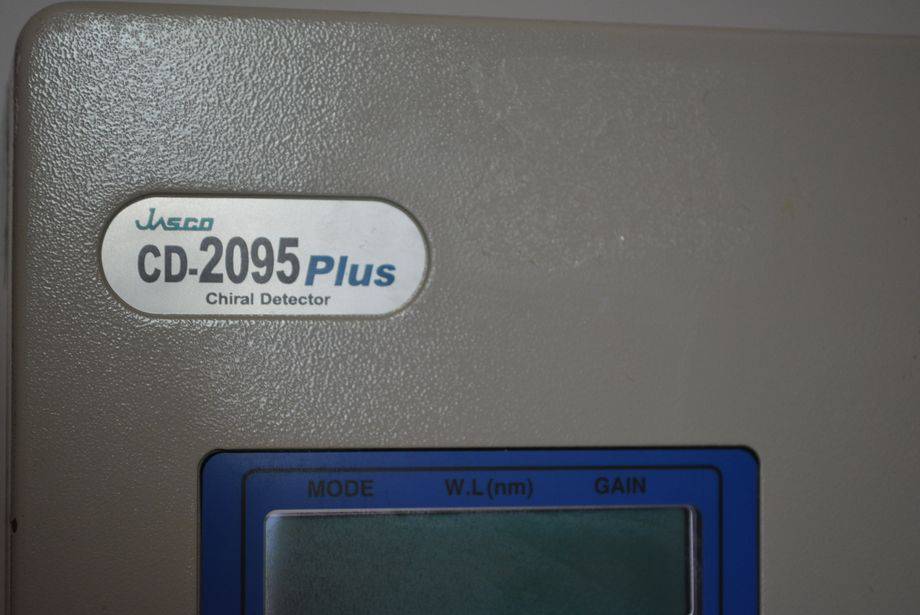 JASCO
CD-2095 Plus
Chiral Detector
MODE W.L(nm) GAIN